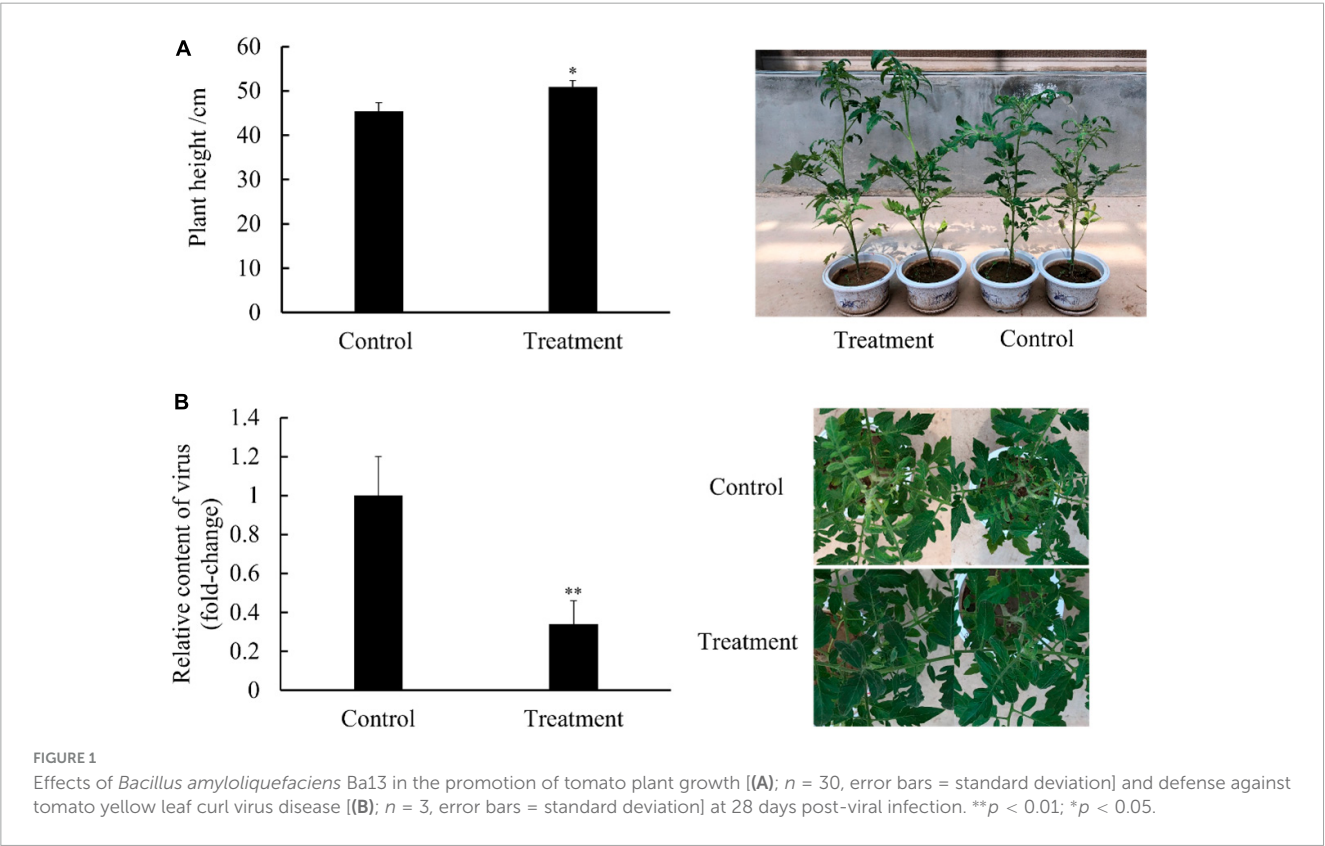 A
60
50
40
30
20
10
0
Plant height /cm
*
Control
Treatment
Treatment
Control
B
1.4
1.2
1
0.8
0.6
0.4
0.2
0
Relative content of virus
(fold-change)
**
Control
Treatment
Control
Treatment
FIGURE 1
Effects of Bacillus amyloliquefaciens Ba13 in the promotion of tomato plant growth [(A); n = 30, error bars = standard deviation] and defense against
tomato yellow leaf curl virus disease [(B); n = 3, error bars = standard deviation] at 28 days post-viral infection. **p < 0.01; *p < 0.05.